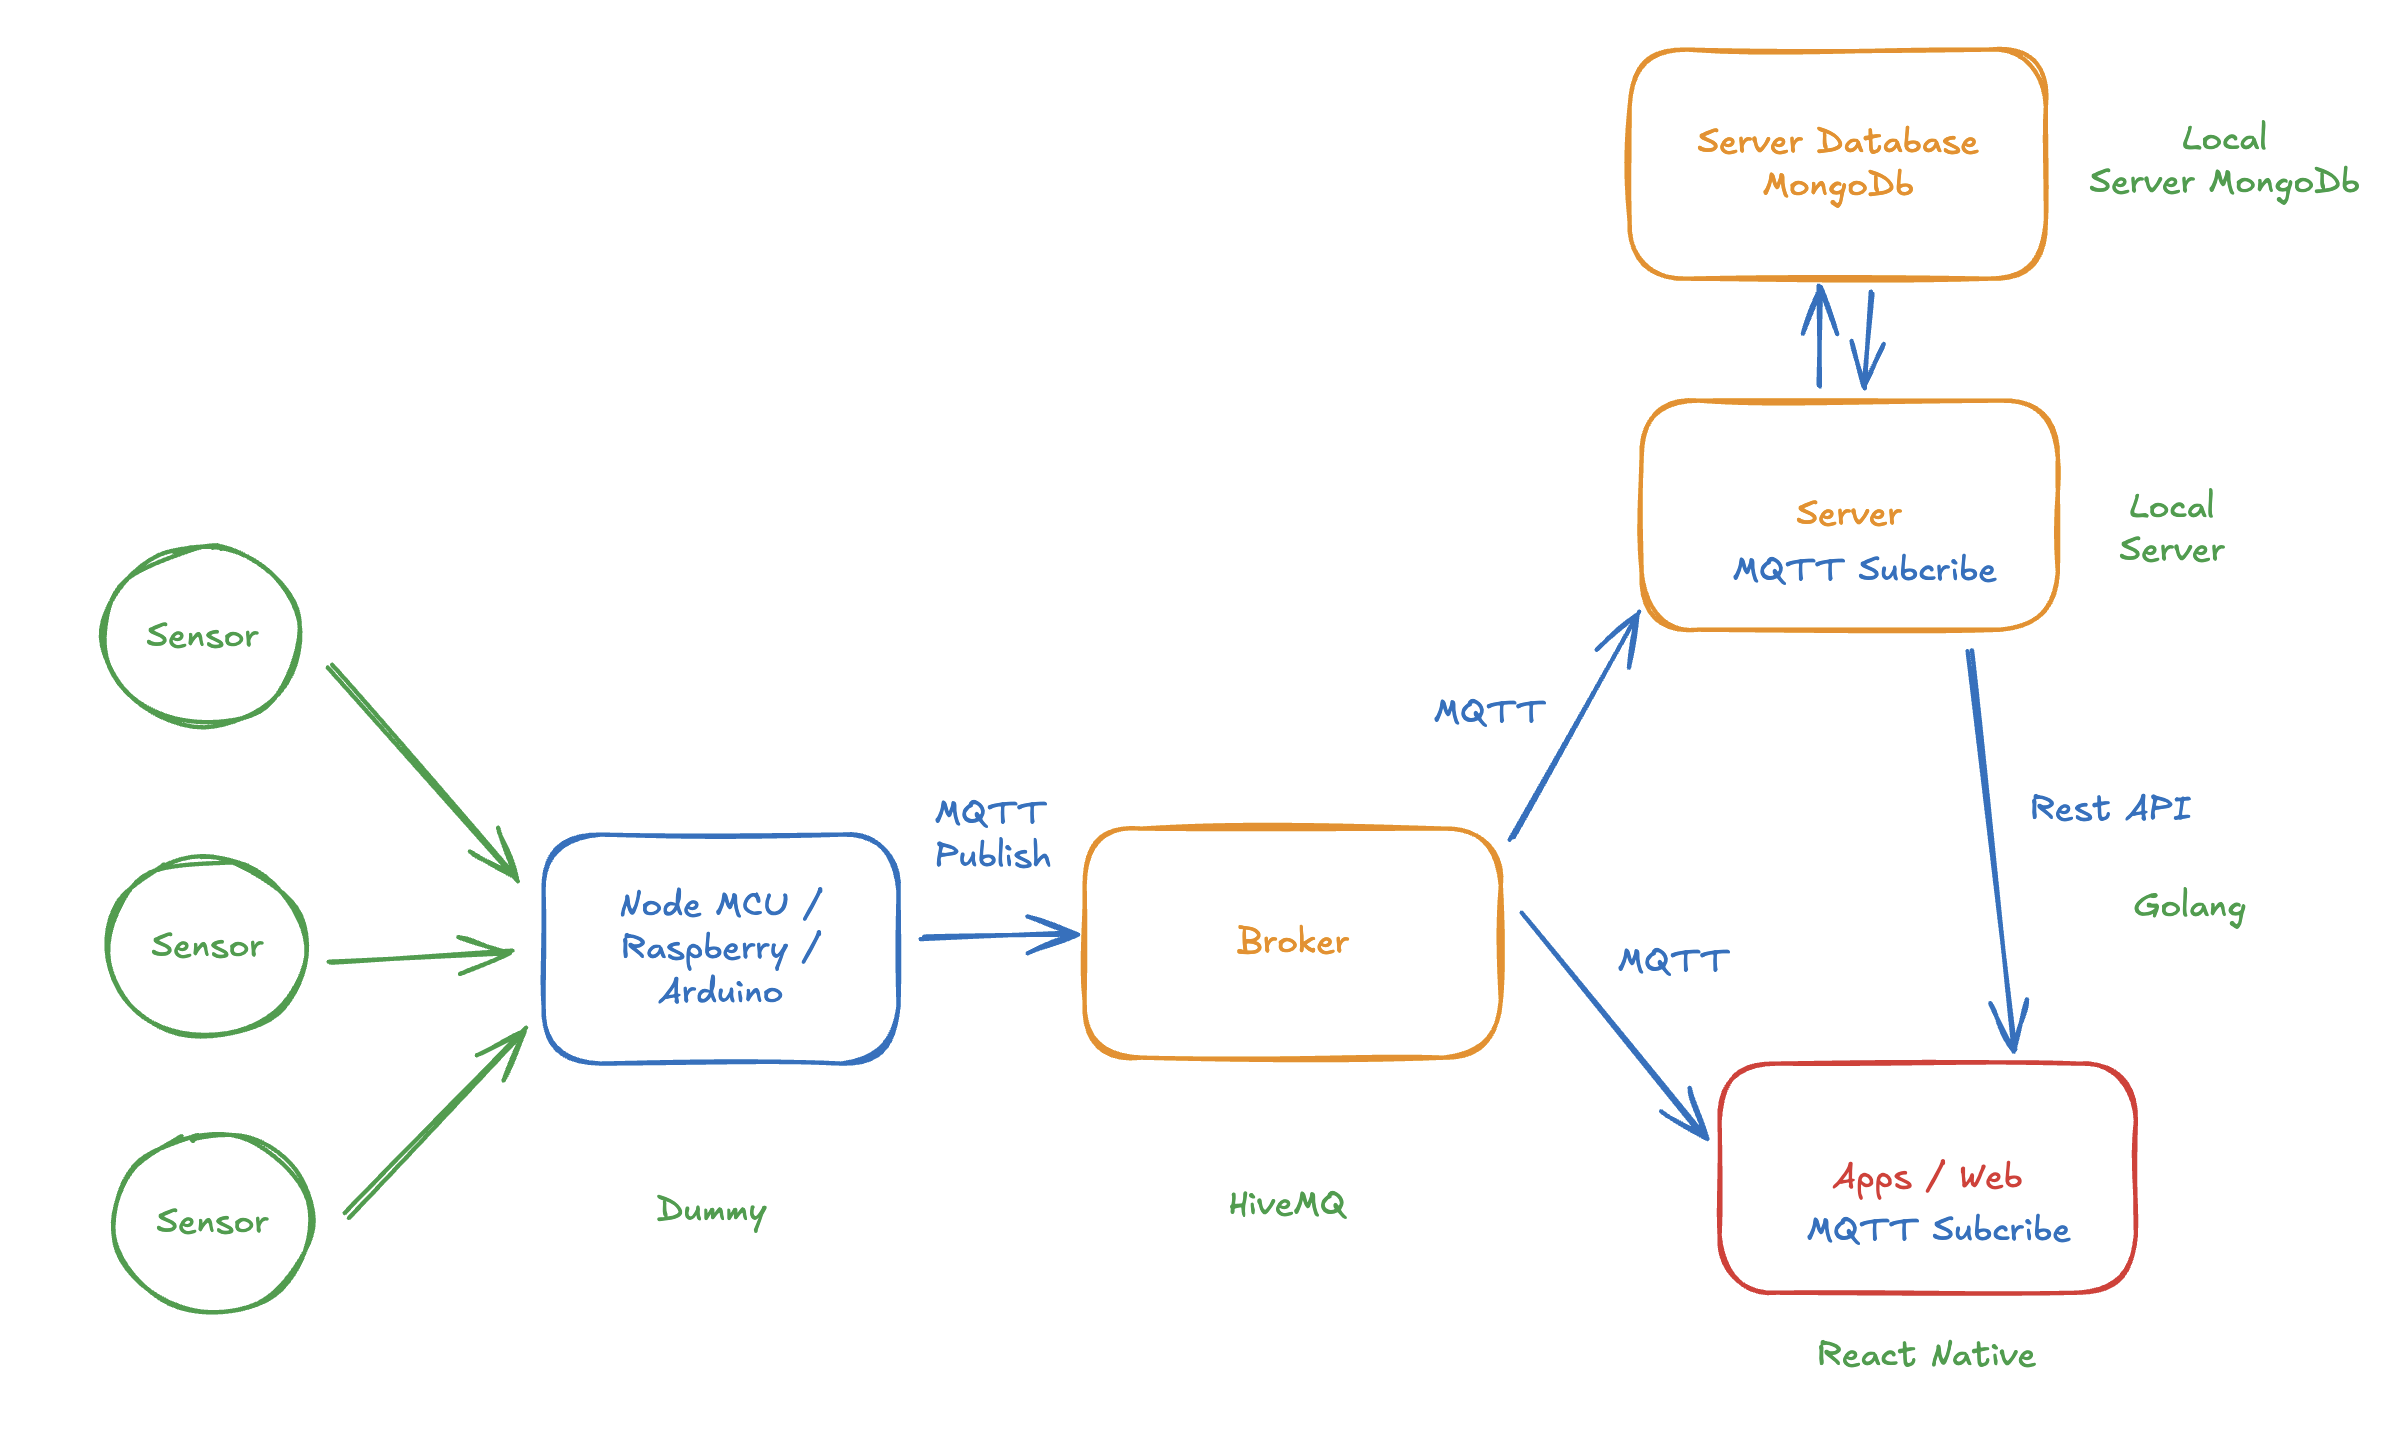 Server Database
MongoDb
Local
Server MongoDb
Server
MQTT Subcribe
Local
Server
Sensor
Sensor
Sensor
Node MCU /
Raspberry /
Arduino
Dummy
MQTT
Publish
Broker
HiveMQ
MQTT
MQTT
Rest API
Golang
Apps / Web
MQTT Subcribe
React Native